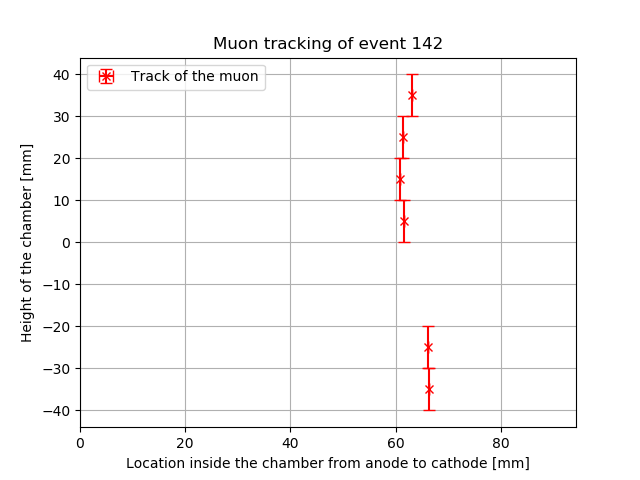 Muon tracking of event 142
Track of the muon
Height of the chamber [mm]
40
30
20
10
0
−10
−20
−30
−40
0 20 40 60 80
Location inside the chamber from anode to cathode [mm]